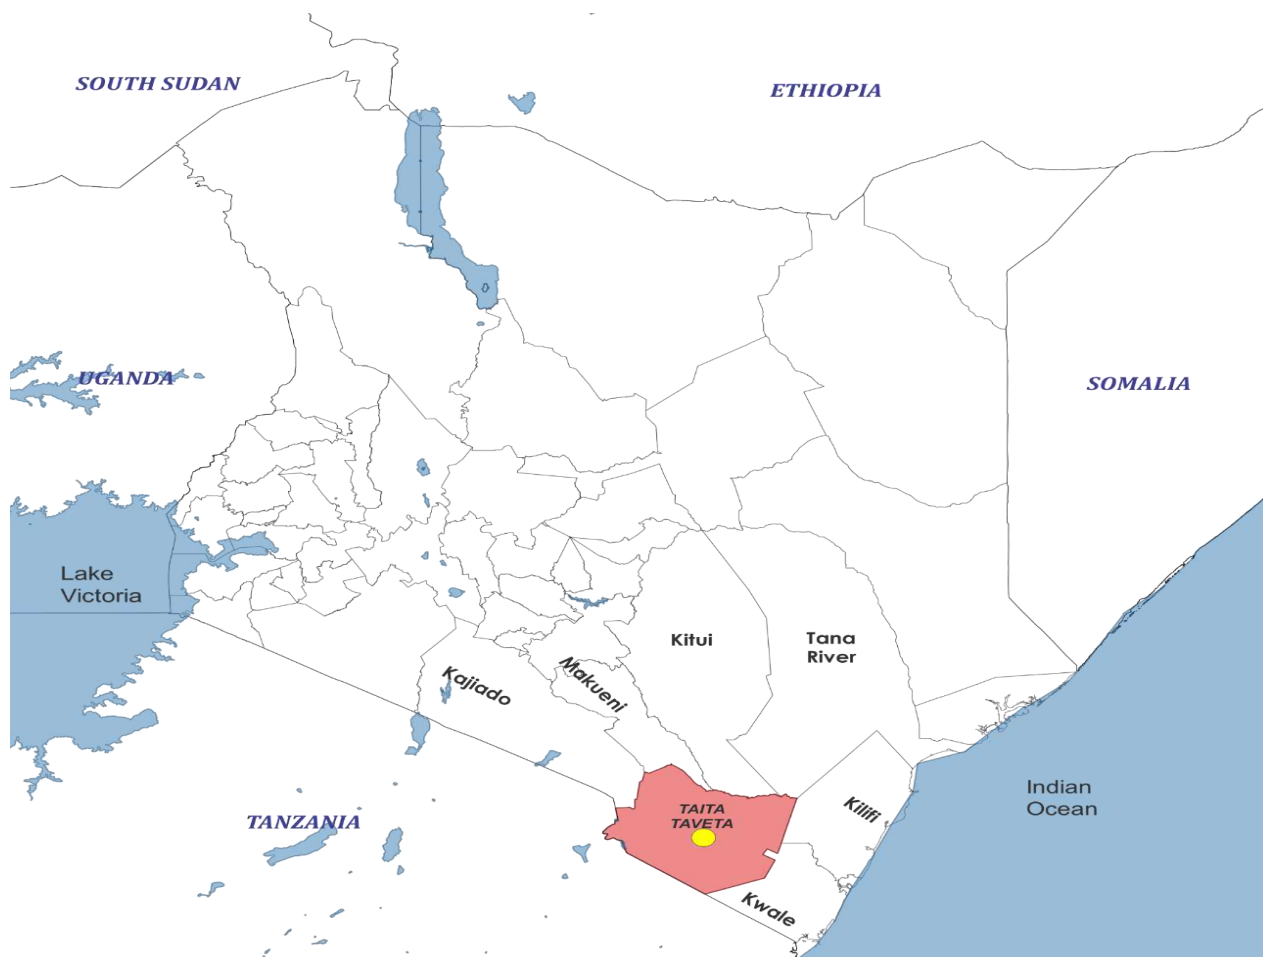 SOUTH SUDAN
ETHIOPIA
UGANDA
SOMALIA
Lake
Victoria
Kitui
Tana
River
Kajiado
Makueni
Indian
Ocean
TAITA
TAVETA
Kilifi
TANZANIA
Kwale